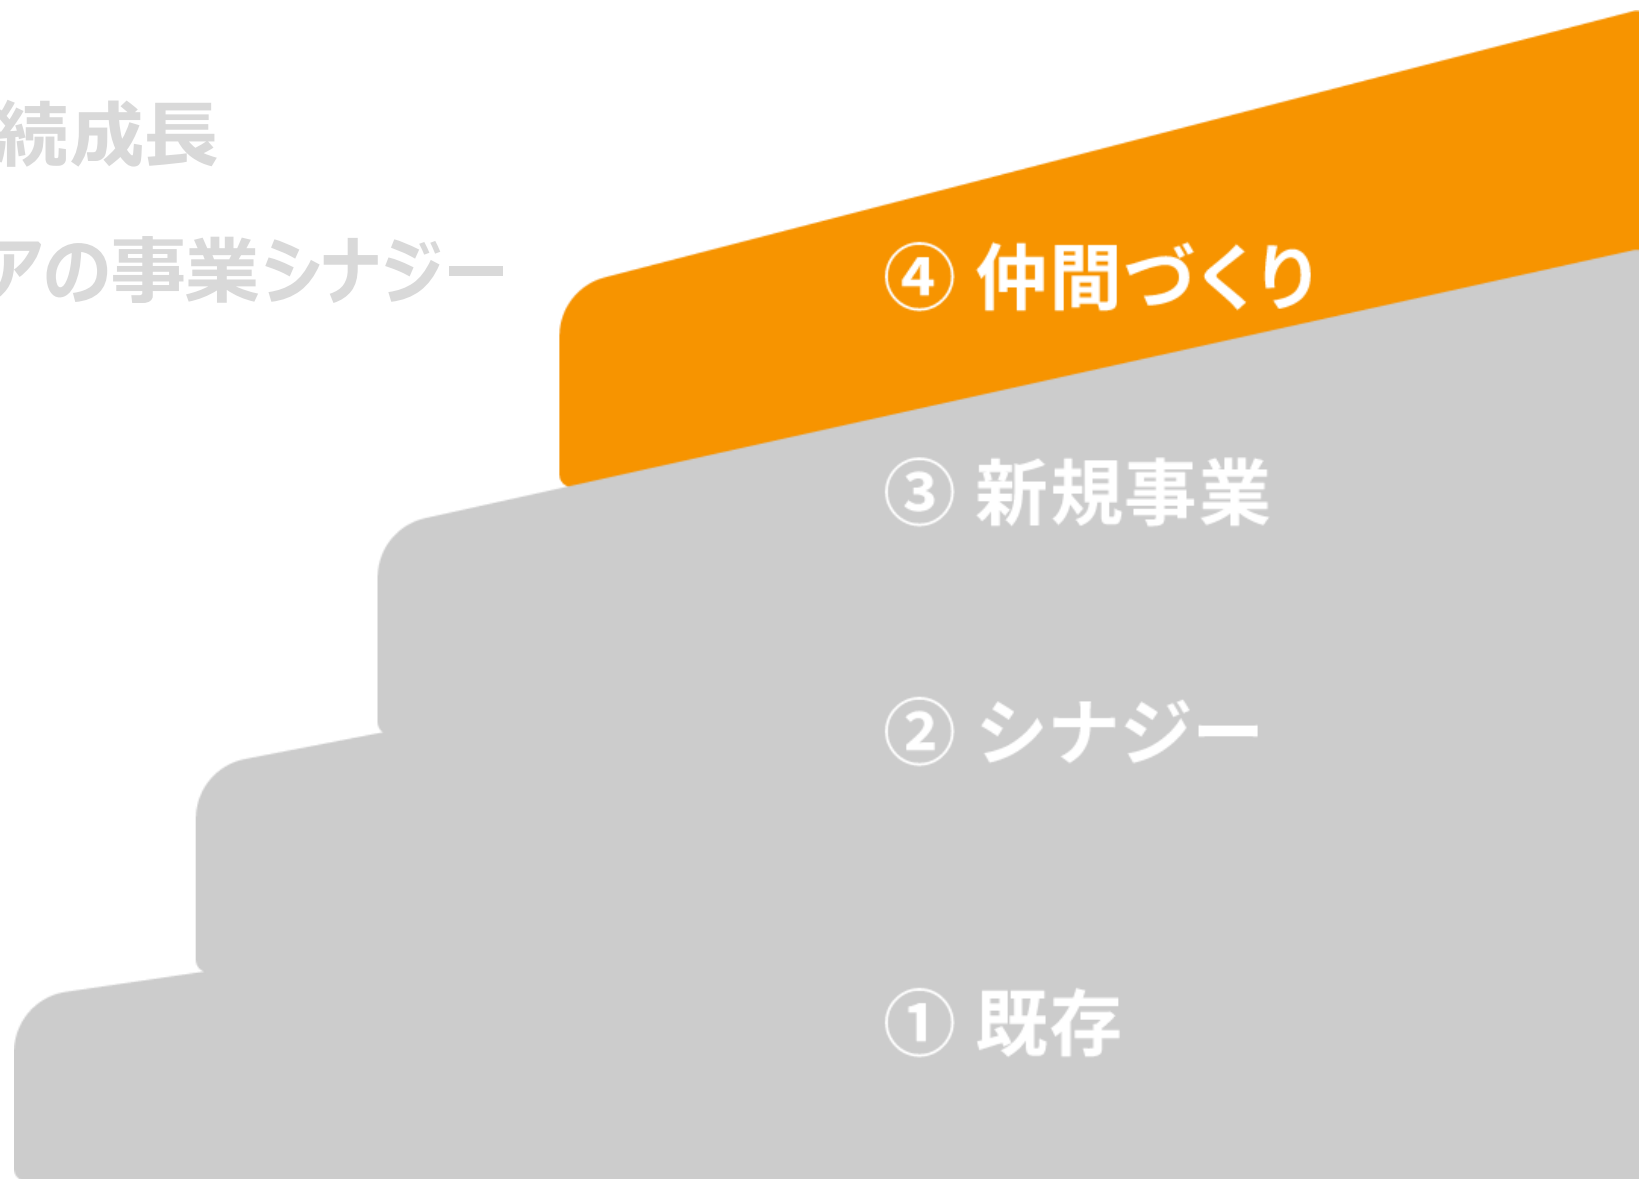 続成長
アの事業シナジー
④ 仲間づくり
③ 新規事業
② シナジー
① 既存